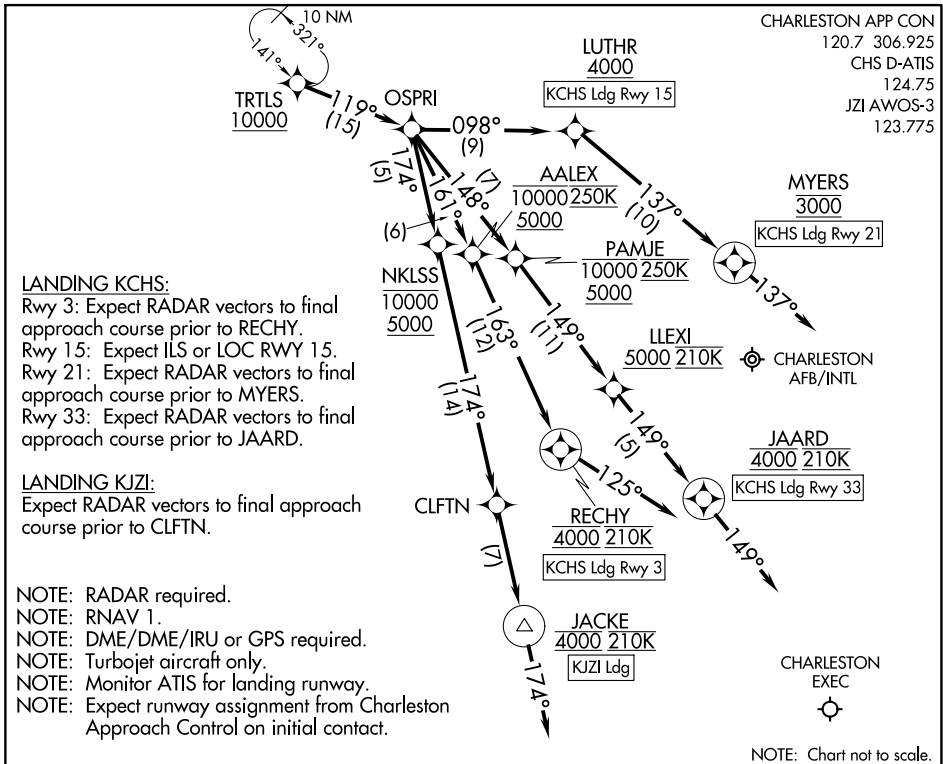 10 NM
321°
141°
TRTLS
10000
119°
(15)
OSPRI
098°
(9)
LUTHR
4000
KCHS Ldg Rwy 15
CHARLESTON APP CON
120.7 306.925
CHS D-ATIS
124.75
JZI AWOS-3
123.775
174°
(5)
161°
(6)
148°
(7)
AALEX
10000 250K
5000
137°
(10)
MYERS
3000
KCHS Ldg Rwy 21
137°
PAMJE
10000 250K
5000
NKLSS
10000
5000
163°
(12)
149°
(11)
LLEXI
5000 210K
CHARLESTON
AFB/INTL
174°
(14)
149°
(5)
JAARD
4000 210K
KCHS Ldg Rwy 33
149°
125°
RECHY
4000 210K
KCHS Ldg Rwy 3
CLFTN
(7)
JACKE
4000 210K
KJZI Ldg
174°
CHARLESTON
EXEC
LANDING KCHS:
Rwy 3: Expect RADAR vectors to final
approach course prior to RECHY.
Rwy 15: Expect ILS or LOC RWY 15.
Rwy 21: Expect RADAR vectors to final
approach course prior to MYERS.
Rwy 33: Expect RADAR vectors to final
approach course prior to JAARD.
LANDING KJZI:
Expect RADAR vectors to final approach
course prior to CLFTN.
NOTE: RADAR required.
NOTE: RNAV 1.
NOTE: DME/DME/IRU or GPS required.
NOTE: Turbojet aircraft only.
NOTE: Monitor ATIS for landing runway.
NOTE: Expect runway assignment from Charleston
Approach Control on initial contact.
NOTE: Chart not to scale.